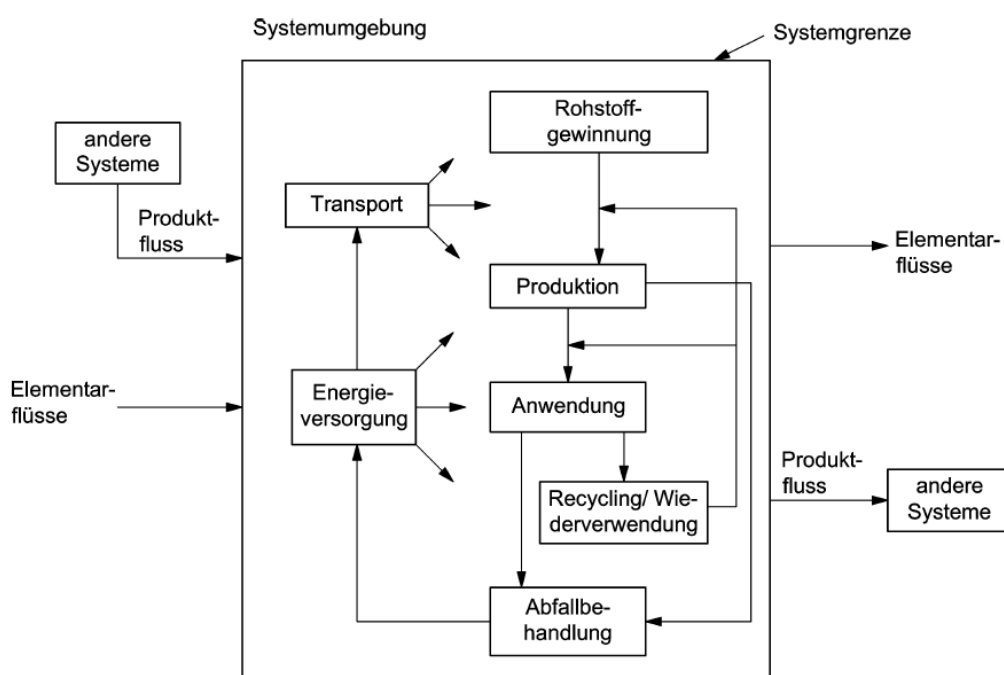 Systemumgebung
Systemgrenze
Rohstoff-
gewinnung
andere
Systeme
Transport
Produkt-
fluss
Elementar-
flüsse
Produktion
Elementar-
flüsse
Energie-
versorgung
Anwendung
Produkt-
fluss
Recycling/ Wie-
derverwendung
andere
Systeme
Abfallbe-
handlung